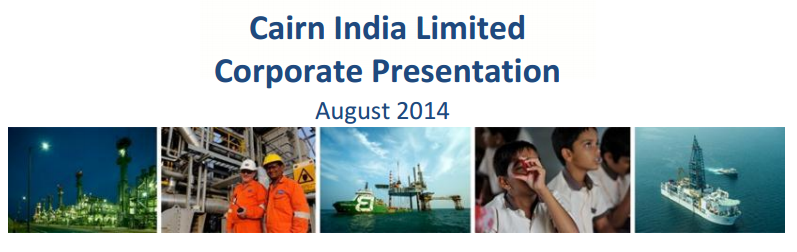 Cairn India Limited
Corporate Presentation
August 2014